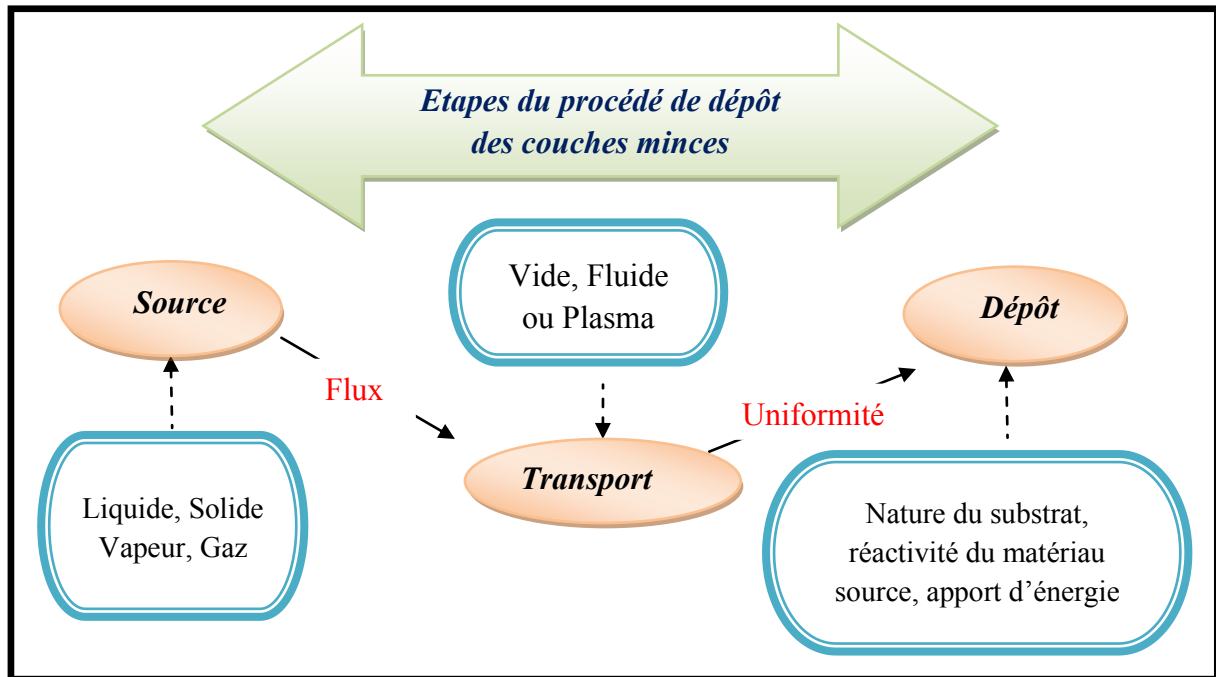 Etapes du procédé de dépôt
des couches minces
Source
Vide, Fluide
ou Plasma
Dépôt
Flux
Uniformité
Transport
Liquide, Solide
Vapeur, Gaz
Nature du substrat,
réactivité du matériau
source, apport d’énergie